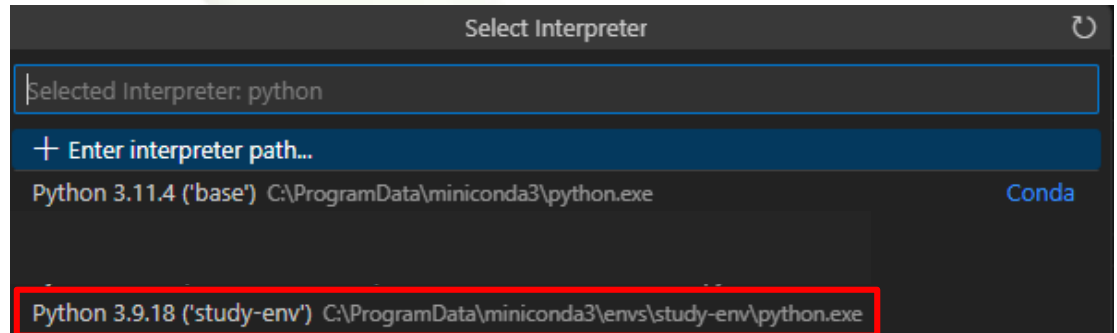 Select Interpreter
Selected Interpreter: python
+ Enter interpreter path...
Python 3.11.4 ('base') C:\ProgramData\miniconda3\python.exe Conda
Python 3.9.18 ('study-env') C:\ProgramData\miniconda3\envs\study-env\python.exe